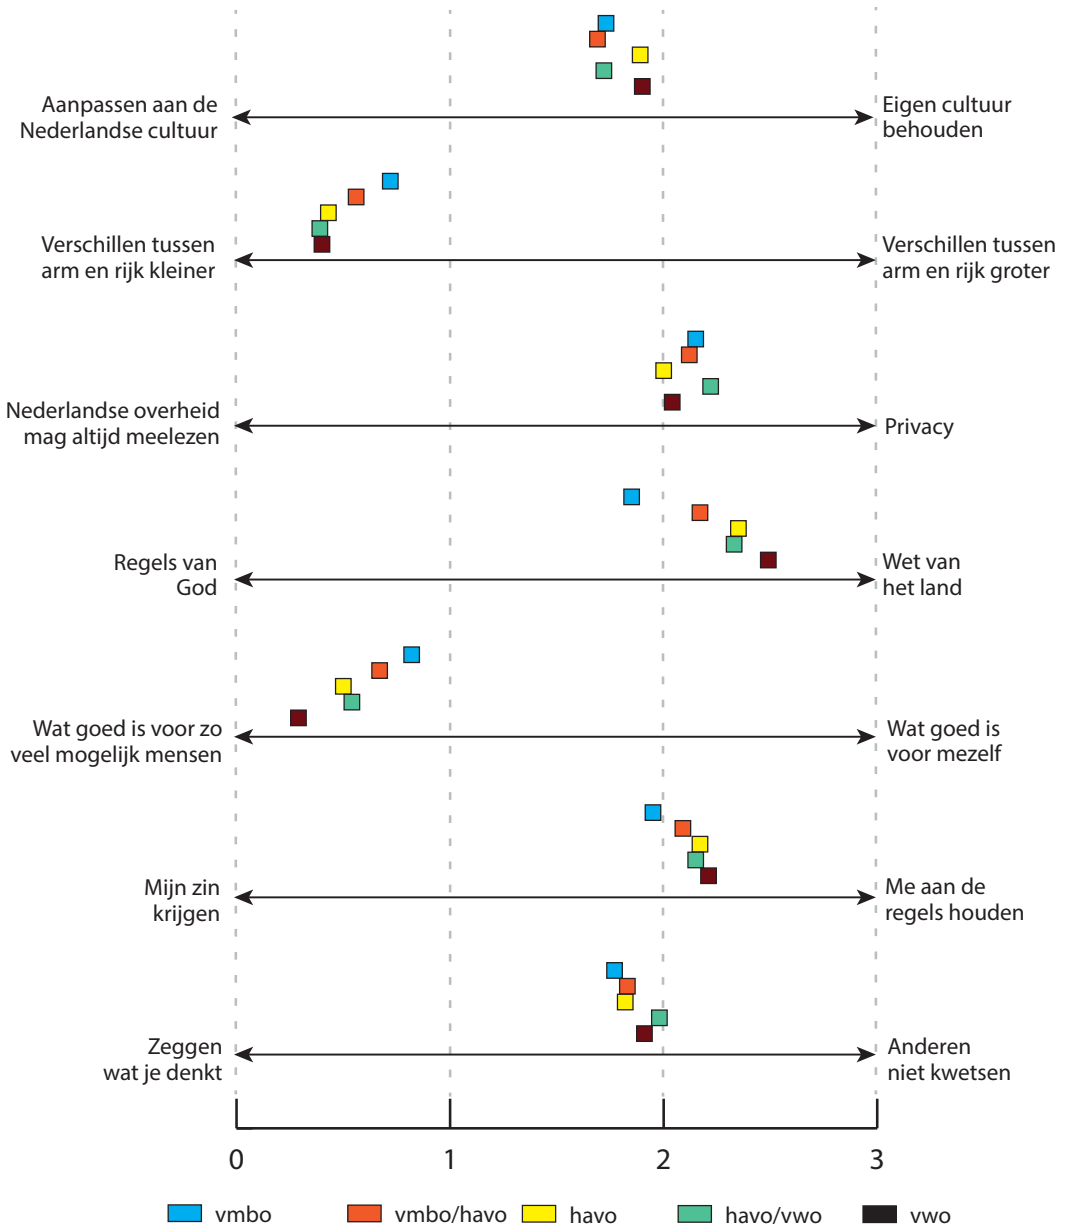 Aanpassen aan de
Nederlandse cultuur
Eigen cultuur
behouden
Verschillen tussen
arm en rijk kleiner
Verschillen tussen
arm en rijk groter
Nederlandse overheid
mag altijd meelezen
Privacy
Regels van
God
Wet van
het land
Wat goed is voor zo
veel mogelijk mensen
Wat goed is
voor mezelf
Mijn zin
krijgen
Me aan de
regels houden
Zeggen
wat je denkt
Anderen
niet kwetsen
0 1 2 3
vmbo vmbo/havo havo havo/vwo vwo